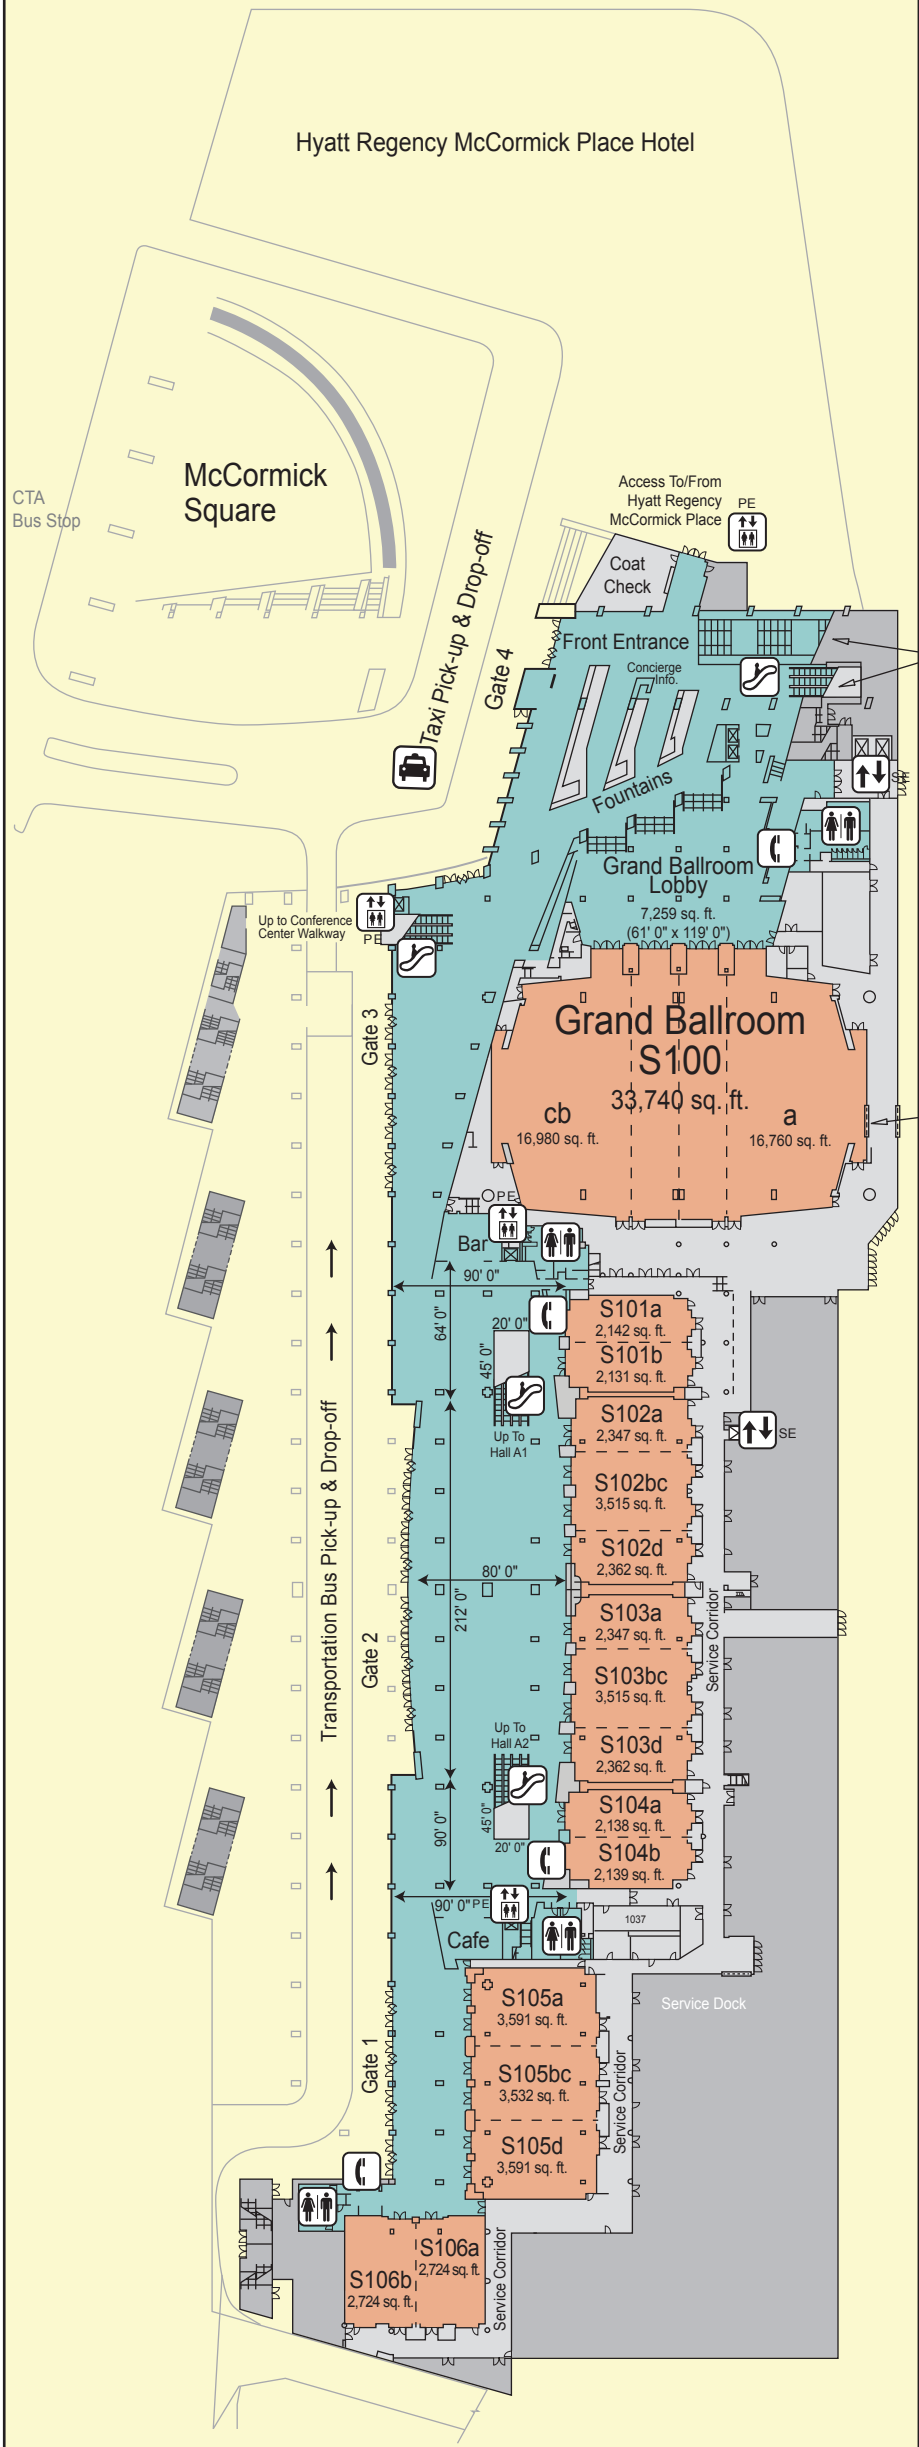 Hyatt Regency McCormick Place Hotel
McCormick
Square
CTA
Bus Stop
Access To/From
Hyatt Regency
McCormick Place
PE
Coat
Check
Taxi Pick-up & Drop-off
Gate 4
Front Entrance
Concierge
Info.
Fountains
Grand Ballroom
Lobby
7,259 sq. ft.
(61' 0" x 119' 0")
Up to Conference
Center Walkway
PE
Gate 3
Grand Ballroom
S100
33,740 sq. ft.
cb
16,980 sq. ft.
a
16,760 sq. ft.
PE
Bar
90' 0"
64' 0"
20' 0"
45' 0"
Up To
Hall A1
S101a
2,142 sq. ft.
S101b
2,131 sq. ft.
S102a
2,347 sq. ft.
SE
S102bc
3,515 sq. ft.
S102d
2,362 sq. ft.
Transportation Bus Pick-up & Drop-off
80' 0"
212' 0"
Gate 2
S103a
2,347 sq. ft.
Service Corridor
S103bc
3,515 sq. ft.
S103d
2,362 sq. ft.
Up To
Hall A2
90' 0"
45' 0"
20' 0"
S104a
2,138 sq. ft.
S104b
2,139 sq. ft.
90' 0"
PE
Cafe
1037
Service Dock
S105a
3,591 sq. ft.
Gate 1
S105bc
3,532 sq. ft.
Service Corridor
S105d
3,591 sq. ft.
S106a
2,724 sq. ft.
S106b
2,724 sq. ft.
Service Corridor